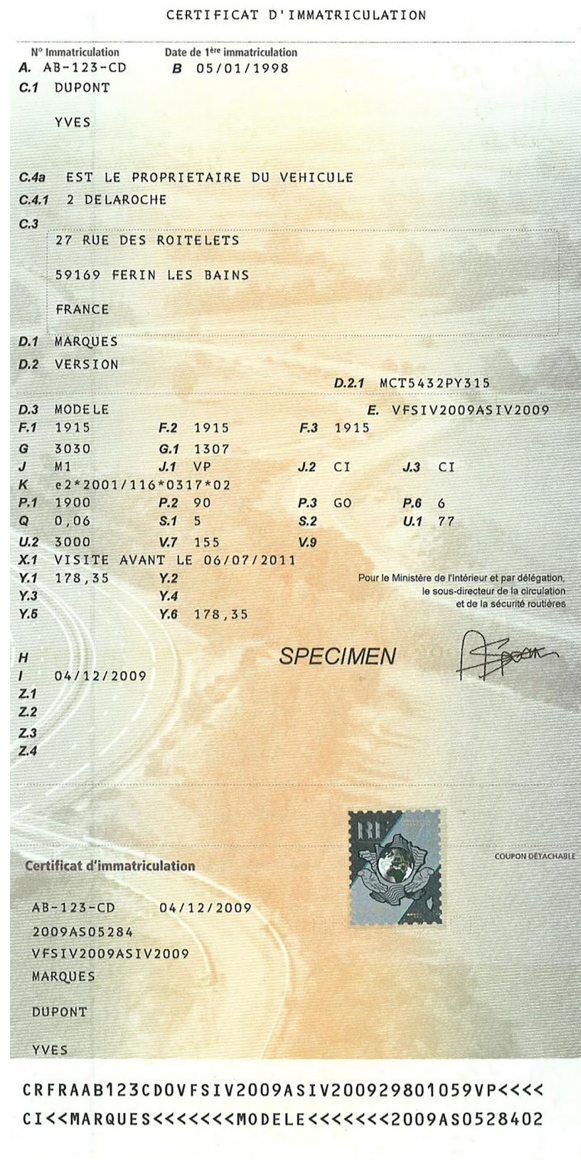 CERTIFICAT D'IMMATRICULATION
N° Immatriculation Date de 1ère immatriculation
A. AB-123-CD B 05/01/1998
C.1 DUPONT
YVES
C.4a EST LE PROPRIETAIRE DU VEHICULE
C.4.1 2 DELAROCHE
C.3
27 RUE DES ROITELETS
59169 FERIN LES BAINS
FRANCE
D.1 MARQUES
D.2 VERSION
D.2.1 MCT5432PY315
D.3 MODELE E. VFSIV2009ASIV2009
F.1 1915 F.2 1915 F.3 1915
G 3030 G.1 1307
J M1 J.1 VP J.2 CI J.3 CI
K e2*2001/116*0317*02
P.1 1900 P.2 90 P.3 GO P.6 6
Q 0,06 S.1 5 S.2 U.1 77
U.2 3000 V.7 155 V.9
X.1 VISITE AVANT LE 06/07/2011
Y.1 178,35 Y.2 Pour le Ministère de l'Intérieur et par délégation,
Y.3 Y.4 le sous-directeur de la circulation
et de la sécurité routières
Y.5 Y.6 178,35
H SPECIMEN
I 04/12/2009
Z.1
Z.2
Z.3
Z.4
COUPON DÉTACHABLE
Certificat d'immatriculation
AB-123-CD 04/12/2009
2009AS05284
VFSIV2009ASIV2009
MARQUES
DUPONT
YVES
CRFRAAB123CD0VFSIV2009ASIV200929801059VP<<<<
CI<<MARQUES<<<<<<<MODELE<<<<<<<2009AS0528402